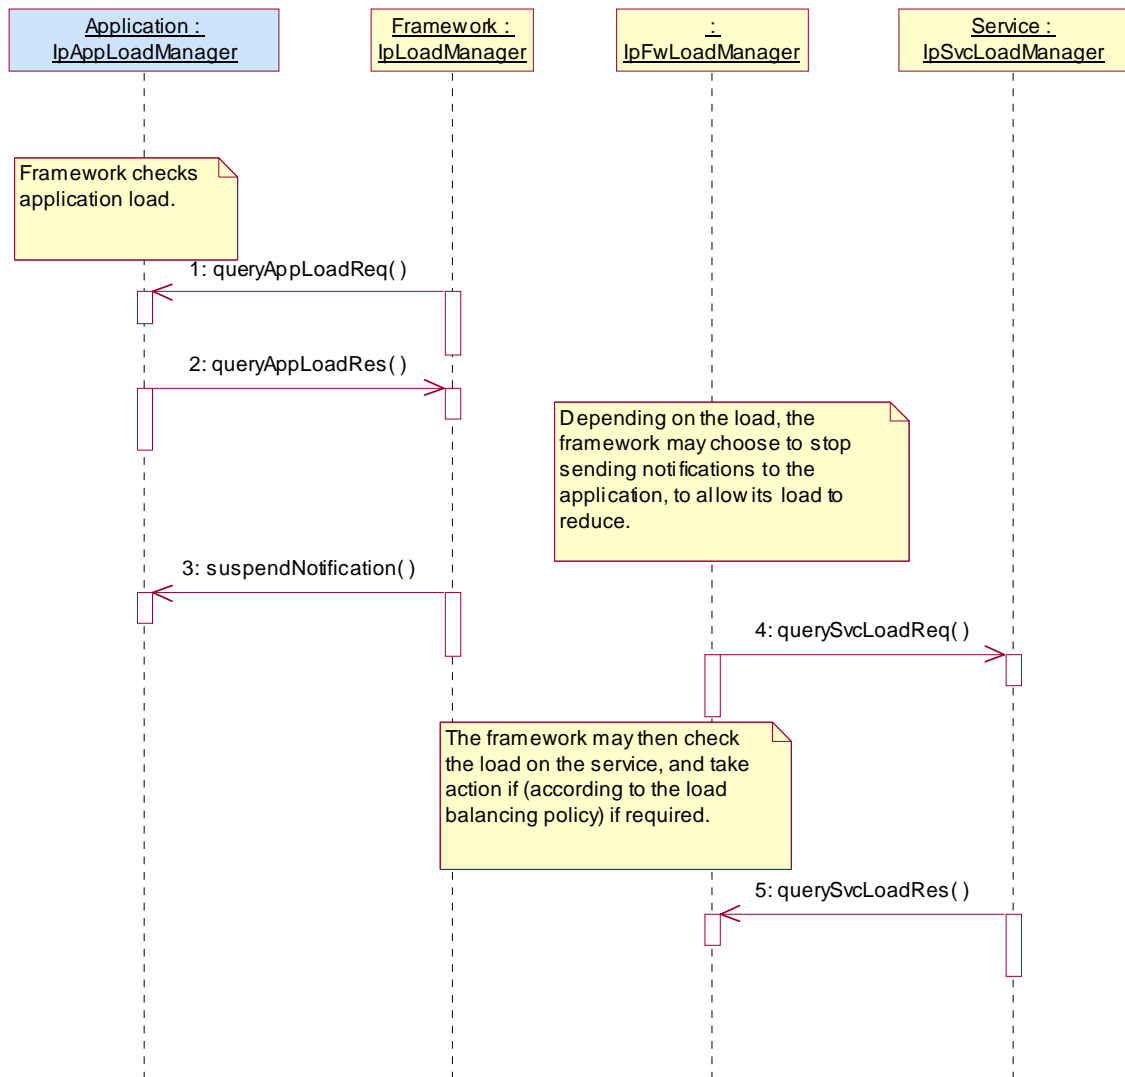 Application :
IpAppLoadManager
Framework :
IpLoadManager
:
IpFwLoadManager
Service :
IpSvcLoadManager
Framework checks
application load.
1: queryAppLoadReq( )
2: queryAppLoadRes( )
Depending on the load, the
framework may choose to stop
sending notifications to the
application, to allow its load to
reduce.
3: suspendNotification( )
4: querySvcLoadReq( )
The framework may then check
the load on the service, and take
action if (according to the load
balancing policy) if required.
5: querySvcLoadRes( )